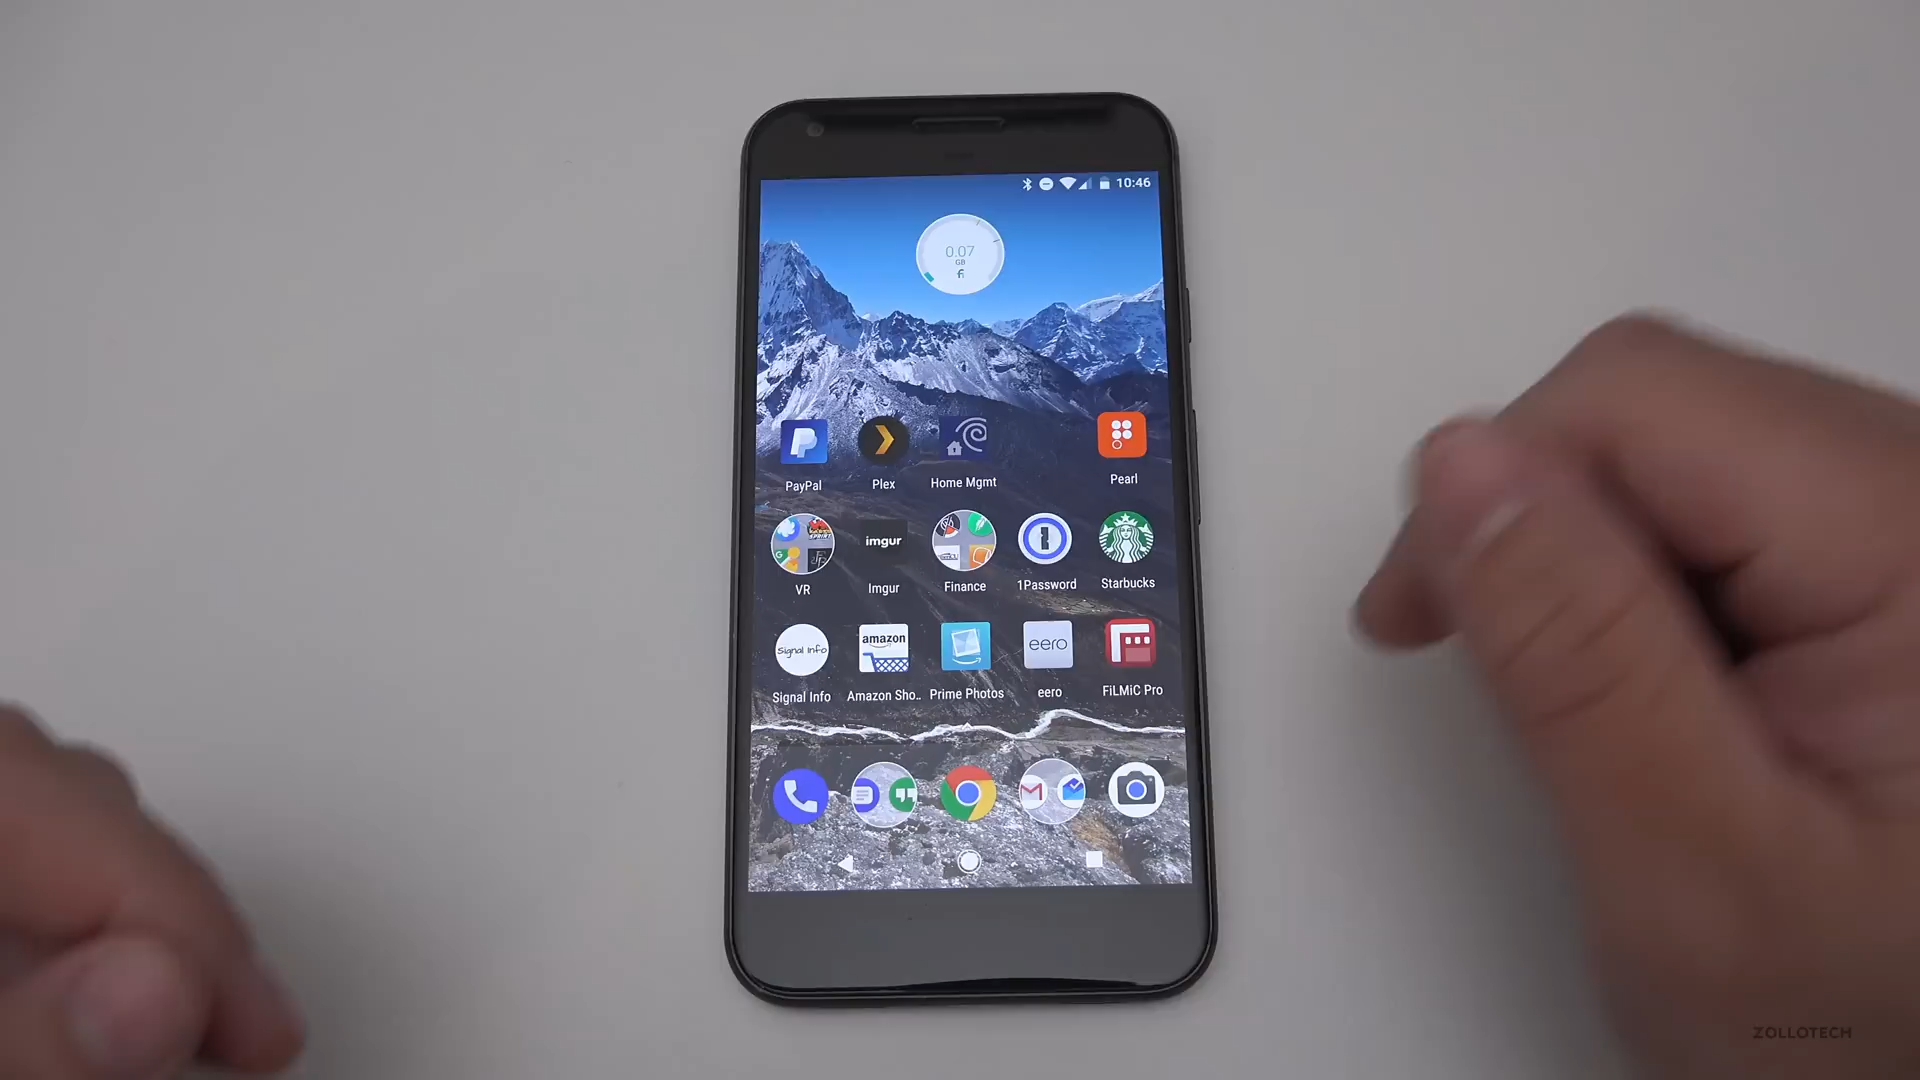 10:46
0.07
GB
fi
PayPal
Plex
Home Mgmt
Pearl
imgur
VR
Imgur
Finance
1Password
Starbucks
Signal Info
amazon
eero
Signal Info
Amazon Sho..
Prime Photos
eero
FiLMiC Pro
ZOLLOTECH